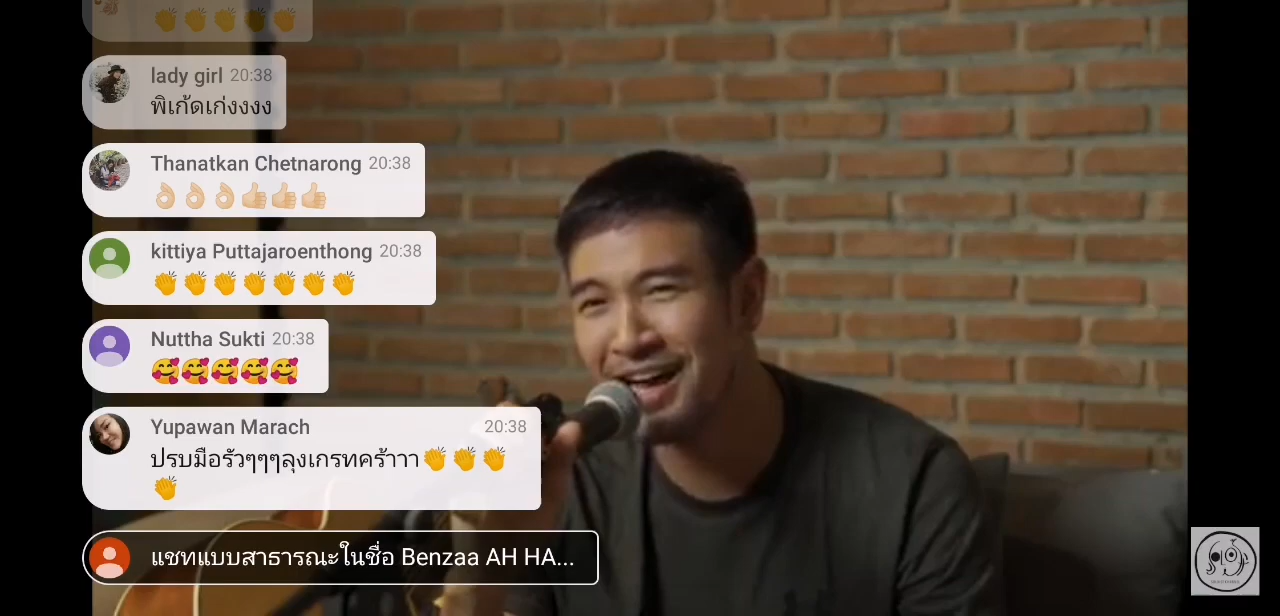 👏👏👏👏👏
lady girl 20:38
พิเก้ดเก่งงงง
Thanatkan Chetnarong 20:38
👌🏻👌🏻👌🏻👍🏻👍🏻👍🏻
kittiya Puttajaroenthong 20:38
👏👏👏👏👏👏👏
Nuttha Sukti 20:38
🥰🥰🥰🥰🥰
Yupawan Marach 20:38
ปรบมือรัวๆๆๆลุงเกรทคร้าาา👏👏👏
👏
แชทแบบสาธารณะในชื่อ Benzaa AH HA...